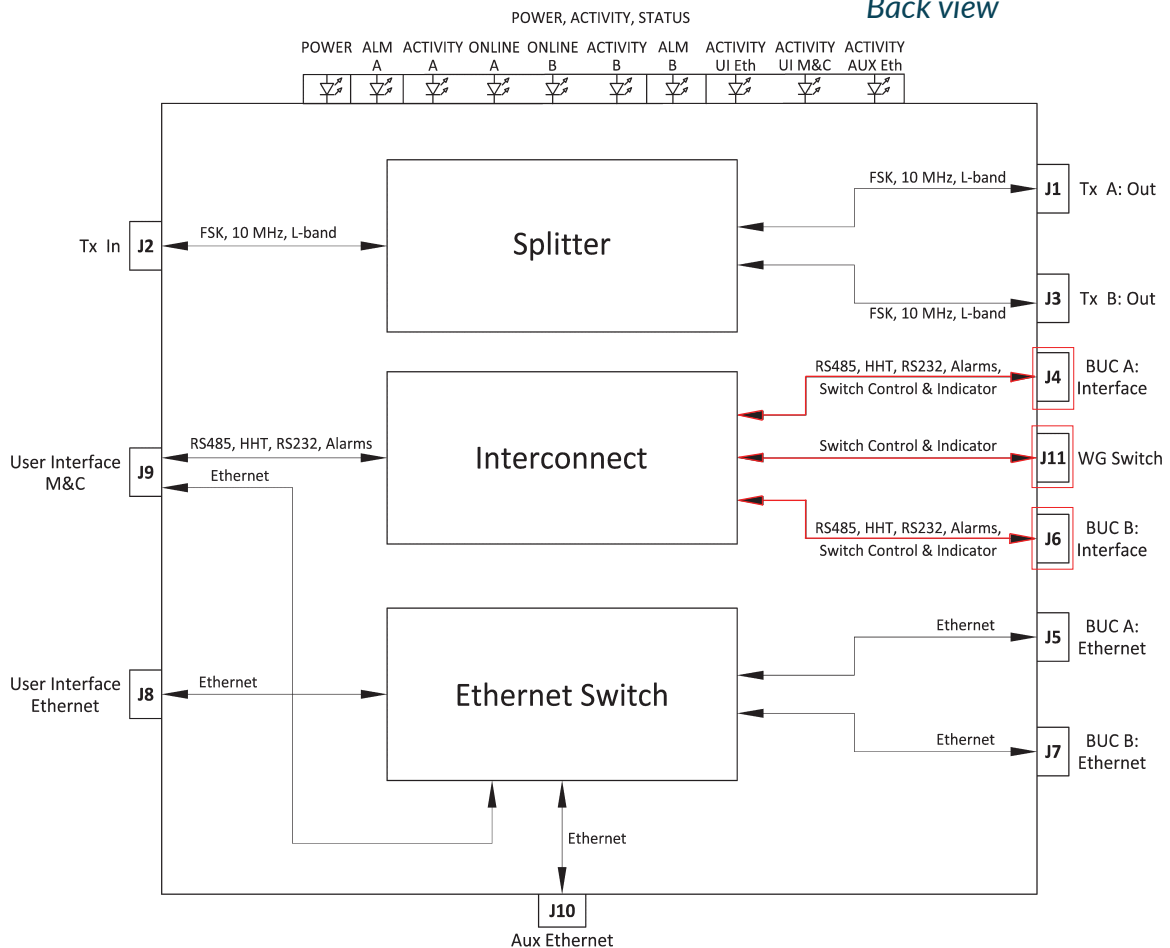 Back view
POWER, ACTIVITY, STATUS
POWER
ALM
A
ACTIVITY
A
ONLINE
A
ONLINE
B
ACTIVITY
B
ALM
B
ACTIVITY
UI Eth
ACTIVITY
UI M&C
ACTIVITY
AUX Eth
Tx In
J2
FSK, 10 MHz, L-band
Splitter
FSK, 10 MHz, L-band
J1
Tx A: Out
FSK, 10 MHz, L-band
J3
Tx B: Out
User Interface
M&C
J9
RS485, HHT, RS232, Alarms
Ethernet
Interconnect
RS485, HHT, RS232, Alarms,
Switch Control & Indicator
J4
BUC A:
Interface
Switch Control & Indicator
J11
WG Switch
RS485, HHT, RS232, Alarms,
Switch Control & Indicator
J6
BUC B:
Interface
User Interface
Ethernet
J8
Ethernet
Ethernet Switch
Ethernet
J5
BUC A:
Ethernet
Ethernet
J7
BUC B:
Ethernet
Ethernet
J10
Aux Ethernet